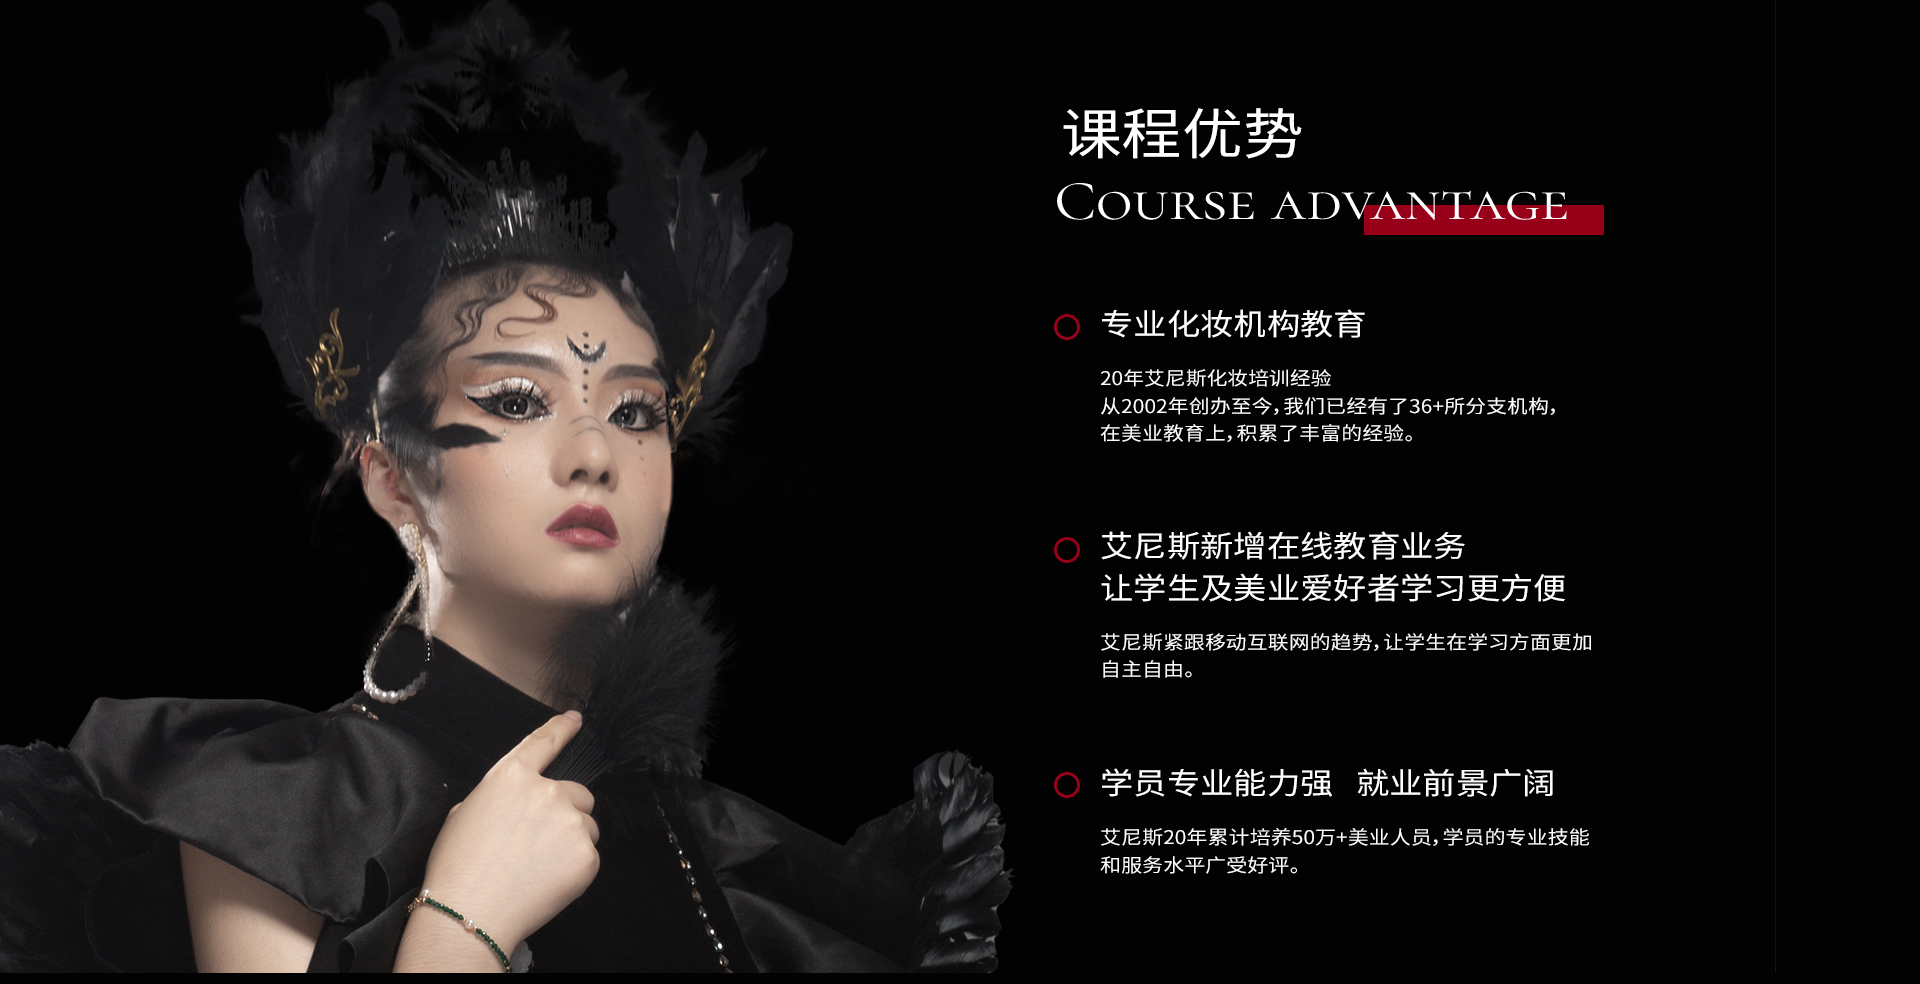 课程优势
COURSE ADVANTAGE
专业化妆机构教育
20年艾尼斯化妆培训经验
从2002年创办至今，我们已经有了36+所分支机构，
在美业教育上，积累了丰富的经验。
艾尼斯新增在线教育业务
让学生及美业爱好者学习更方便
艾尼斯紧跟移动互联网的趋势，让学生在学习方面更加
自主自由。
学员专业能力强 就业前景广阔
艾尼斯20年累计培养50万+美业人员，学员的专业技能
和服务水平广受好评。